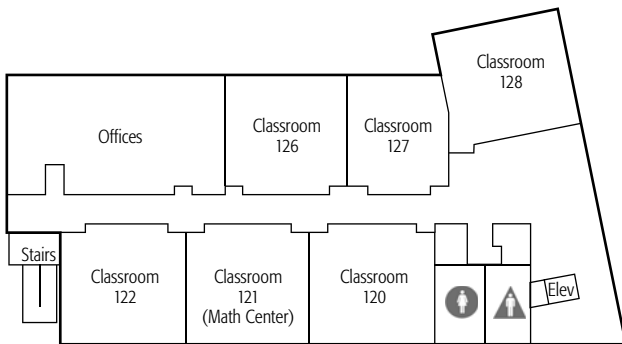 Classroom
128
Offices
Classroom
126
Classroom
127
Stairs
Classroom
122
Classroom
121
(Math Center)
Classroom
120
Elev